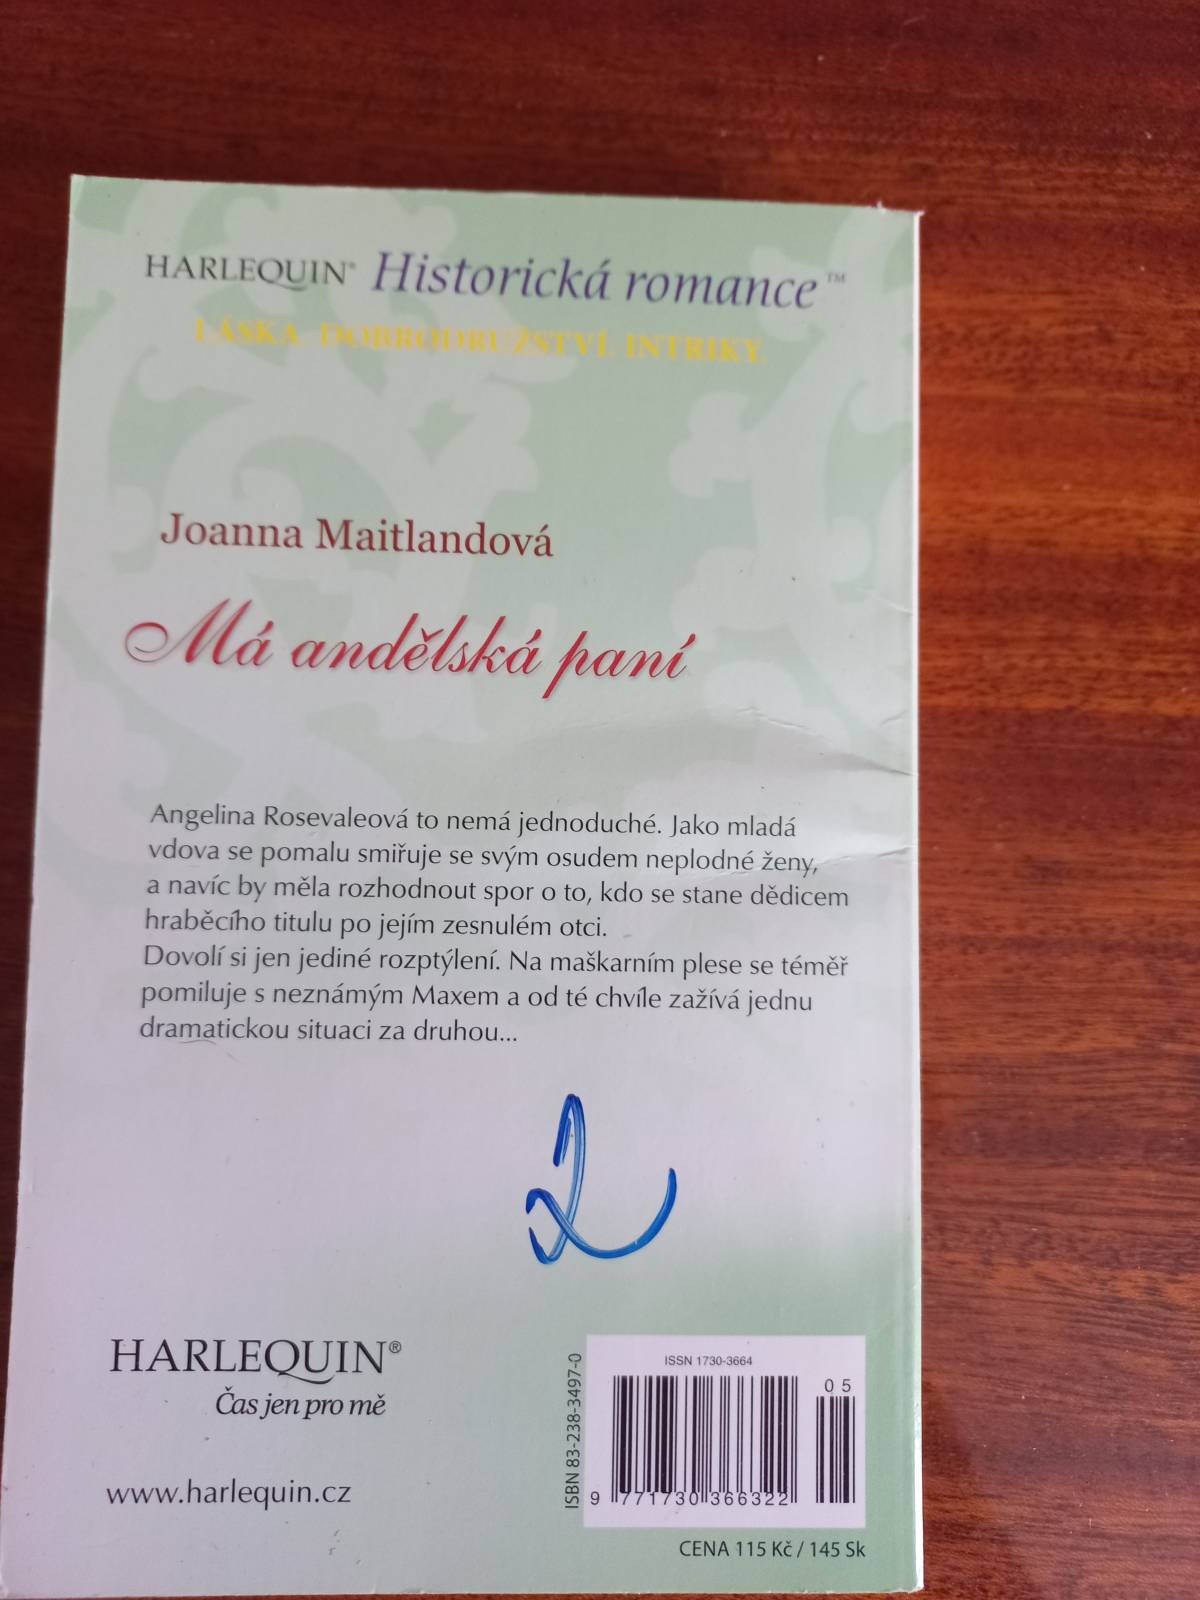 HARLEQUIN® Historická romance™
LÁSKA. DOBRODRUŽSTVÍ. INTRIKY.
Joanna Maitlandová
Má andělská paní
Angelina Rosevaleová to nemá jednoduché. Jako mladá
vdova se pomalu smiřuje se svým osudem neplodné ženy,
a navíc by měla rozhodnout spor o to, kdo se stane dědicem
hraběcího titulu po jejím zesnulém otci.
Dovolí si jen jediné rozptýlení. Na maškarním plese se téměř
pomiluje s neznámým Maxem a od té chvíle zažívá jednu
dramatickou situaci za druhou...
2
HARLEQUIN®
Čas jen pro mě
www.harlequin.cz
ISBN 83-238-3497-0
ISSN 1730-3664
05
9 771730 366322
CENA 115 Kč / 145 Sk